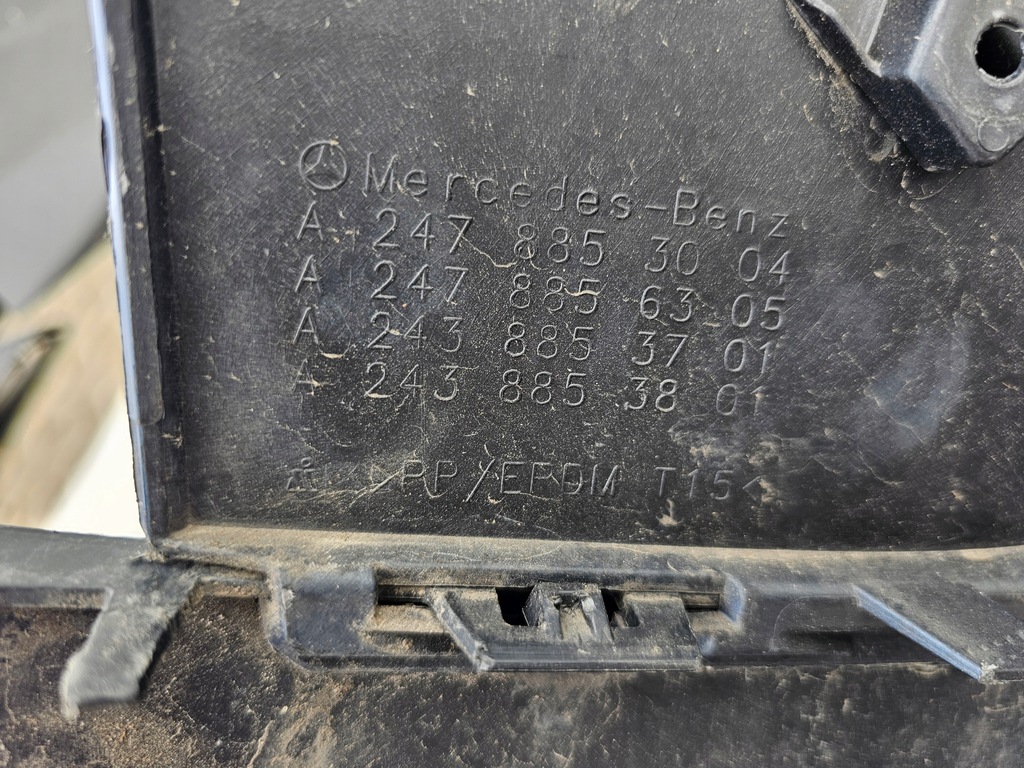 Mercedes-Benz
A 247 885 30 04
A 247 885 63 05
A 243 885 37 01
A 243 885 38 01
>PP/EPDM T15<